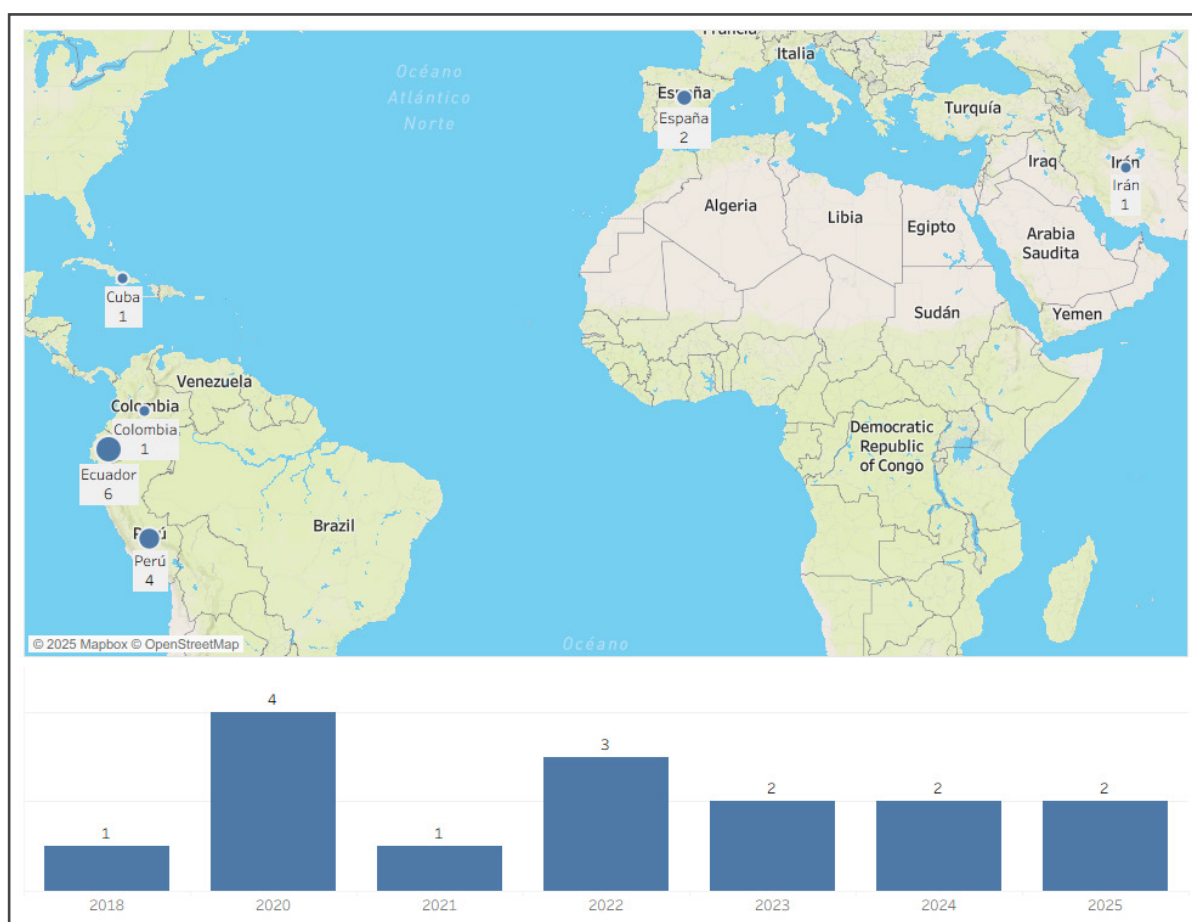 Francia
Italia
Océano
Atlántico
Norte
España
España
2
Turquía
Iraq
Irán
Irán
1
Argelia
Libia
Egipto
Arabia
Saudita
Cuba
1
Sudán
Yemen
Venezuela
Colombia
Colombia
1
Ecuador
6
Democratic
Republic
of Congo
Brazil
Perú
Perú
4
© 2025 Mapbox © OpenStreetMap
Océano
4
3
2
2
2
1
1
2018
2020
2021
2022
2023
2024
2025